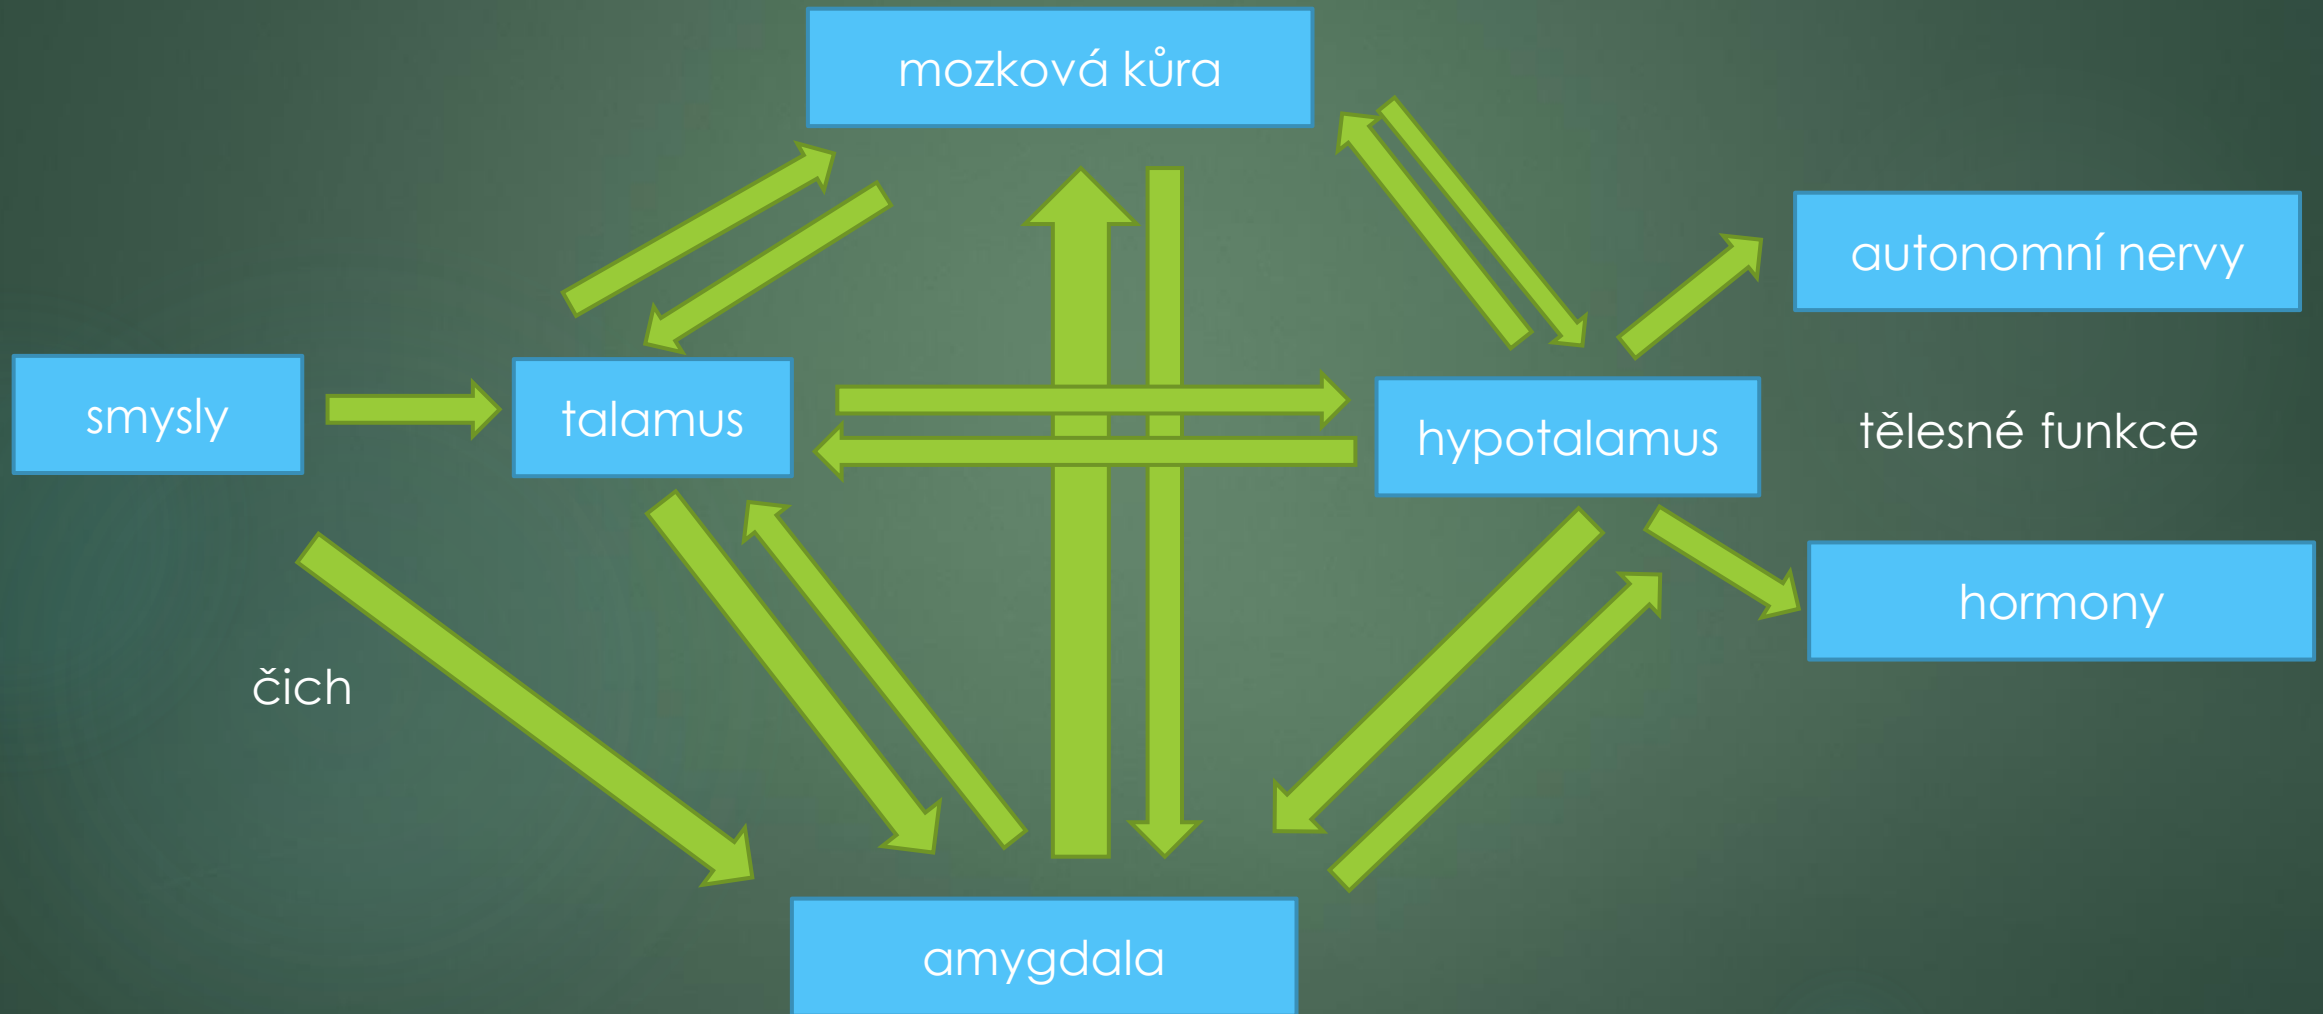 mozková kůra
autonomní nervy
smysly
talamus
hypotalamus
tělesné funkce
hormony
čich
amygdala